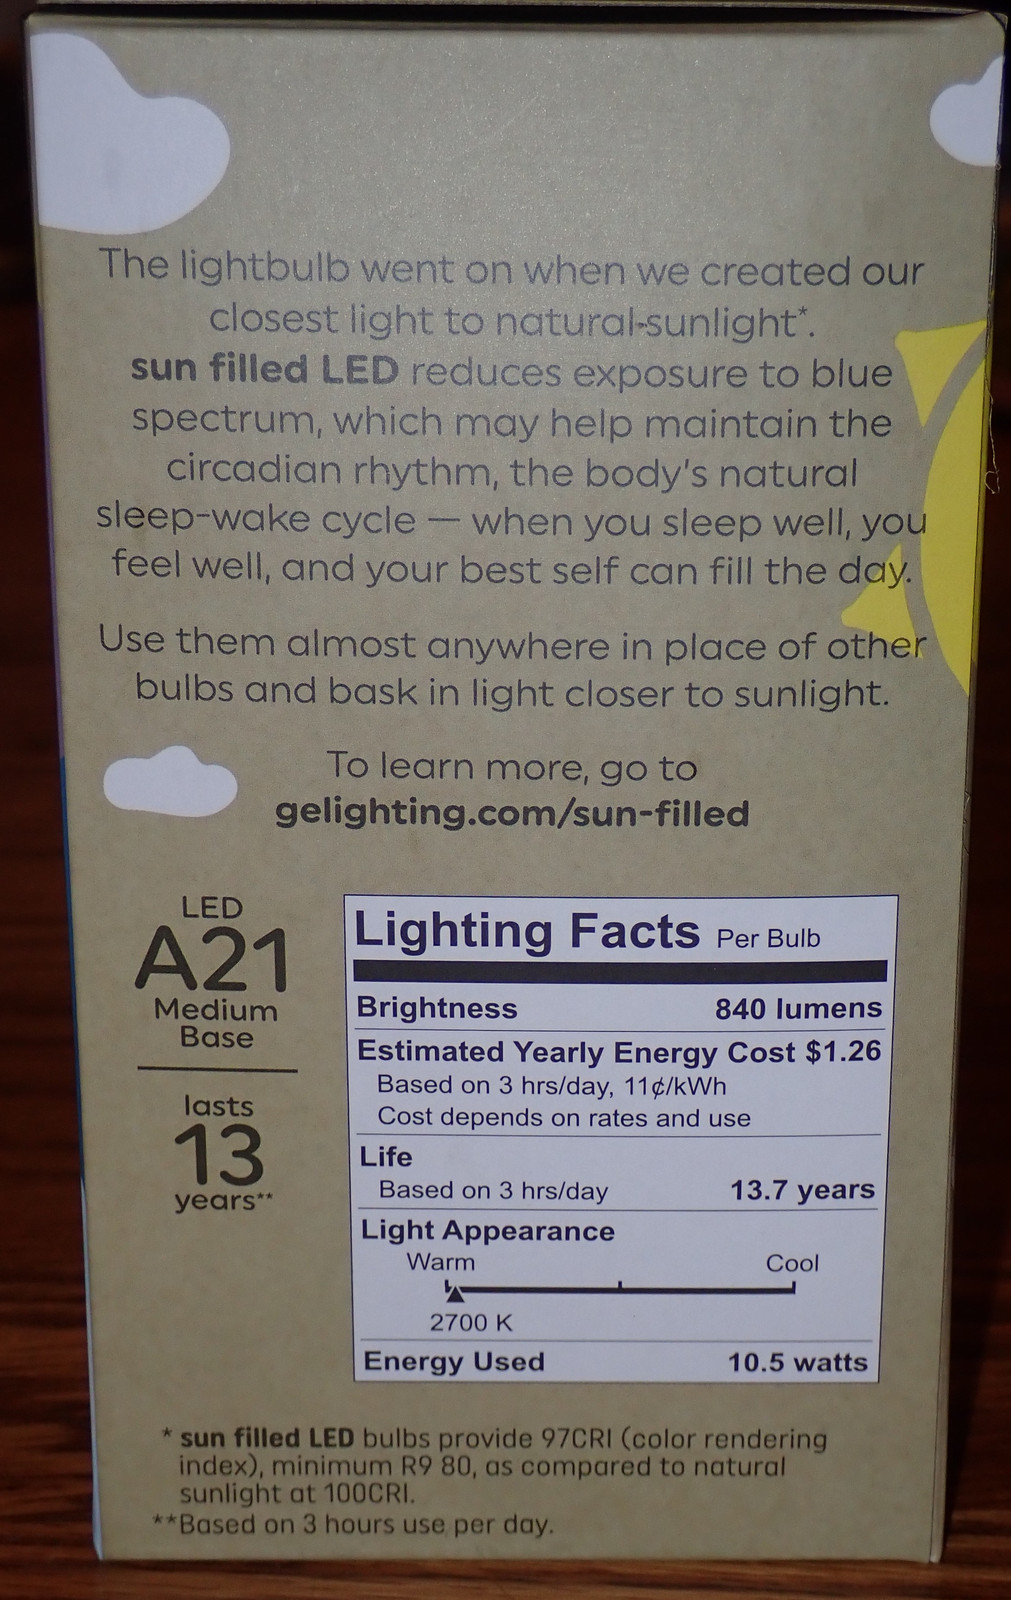 The lightbulb went on when we created our
closest light to natural-sunlight*.
sun filled LED reduces exposure to blue
spectrum, which may help maintain the
circadian rhythm, the body's natural
sleep-wake cycle — when you sleep well, you
feel well, and your best self can fill the day.
Use them almost anywhere in place of other
bulbs and bask in light closer to sunlight.
To learn more, go to
gelighting.com/sun-filled
LED
A21
Medium
Base
lasts
13
years**
Lighting Facts Per Bulb
Brightness 840 lumens
Estimated Yearly Energy Cost $1.26
Based on 3 hrs/day, 11¢/kWh
Cost depends on rates and use
Life
Based on 3 hrs/day 13.7 years
Light Appearance
Warm Cool
2700 K
Energy Used 10.5 watts
* sun filled LED bulbs provide 97CRI (color rendering
index), minimum R9 80, as compared to natural
sunlight at 100CRI.
**Based on 3 hours use per day.